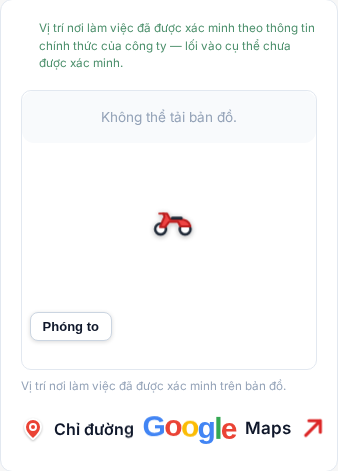 Vị trí nơi làm việc đã được xác minh theo thông tin
chính thức của công ty — lối vào cụ thể chưa
được xác minh.
Không thể tải bản đồ.
Phóng to
Vị trí nơi làm việc đã được xác minh trên bản đồ.
Chỉ đường Google Maps